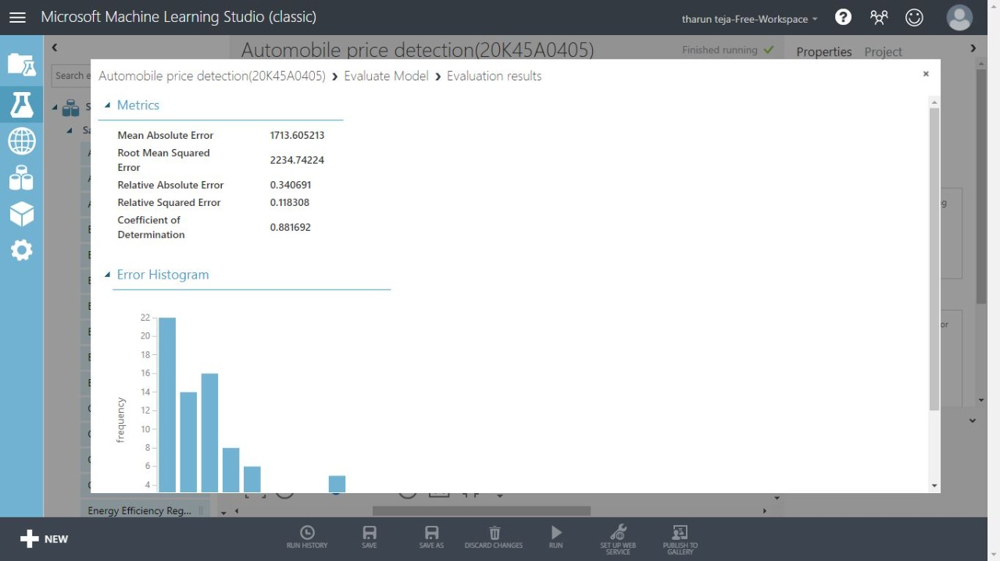 Microsoft Machine Learning Studio (classic)
tharun teja-Free-Workspace
Automobile price detection(20K45A0405)
Finished running
Properties Project
Search e
Automobile price detection(20K45A0405) Evaluate Model Evaluation results
Metrics
Mean Absolute Error 1713.605213
Root Mean Squared
Error 2234.74224
Relative Absolute Error 0.340691
Relative Squared Error 0.118308
Coefficient of
Determination 0.881692
Error Histogram
22
20
18
16
14
12
10
8
6
4
frequency
Energy Efficiency Reg...
NEW
RUN HISTORY
SAVE
SAVE AS
DISCARD CHANGES
RUN
SET UP WEB
SERVICE
PUBLISH TO
GALLERY